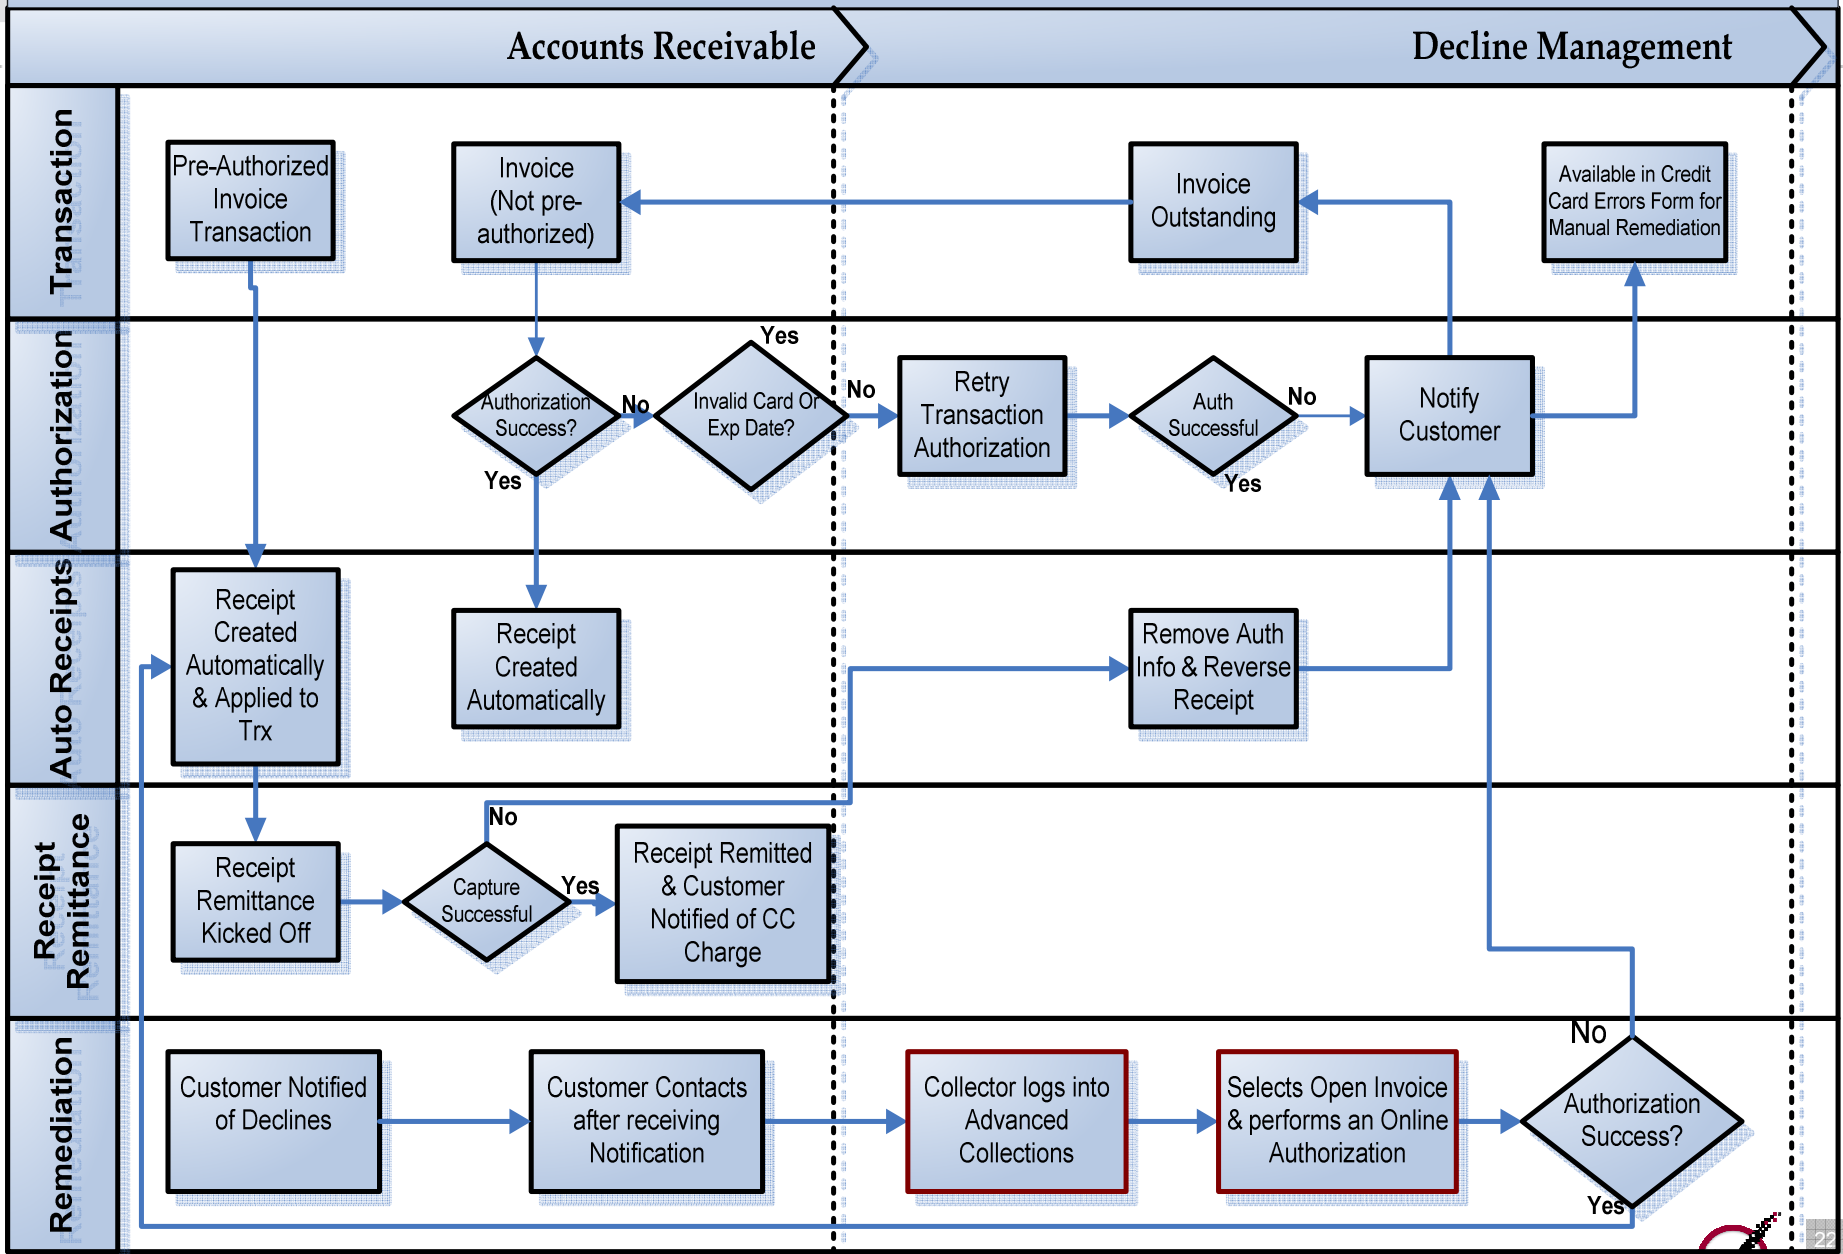 Accounts Receivable
Decline Management
Transaction
Pre-Authorized
Invoice
Transaction
Invoice
(Not pre-
authorized)
Invoice
Outstanding
Available in Credit
Card Errors Form for
Manual Remediation
Authorization
Authorization
Success?
No
Yes
Yes
Invalid Card Or
Exp Date?
No
Retry
Transaction
Authorization
Auth
Successful
No
Yes
Notify
Customer
Auto Receipts
Receipt
Created
Automatically
& Applied to
Trx
Receipt
Created
Automatically
Remove Auth
Info & Reverse
Receipt
Receipt
Remittance
Receipt
Remittance
Kicked Off
No
Capture
Successful
Yes
Receipt Remitted
& Customer
Notified of CC
Charge
Remediation
Customer Notified
of Declines
Customer Contacts
after receiving
Notification
Collector logs into
Advanced
Collections
Selects Open Invoice
& performs an Online
Authorization
No
Authorization
Success?
Yes
22